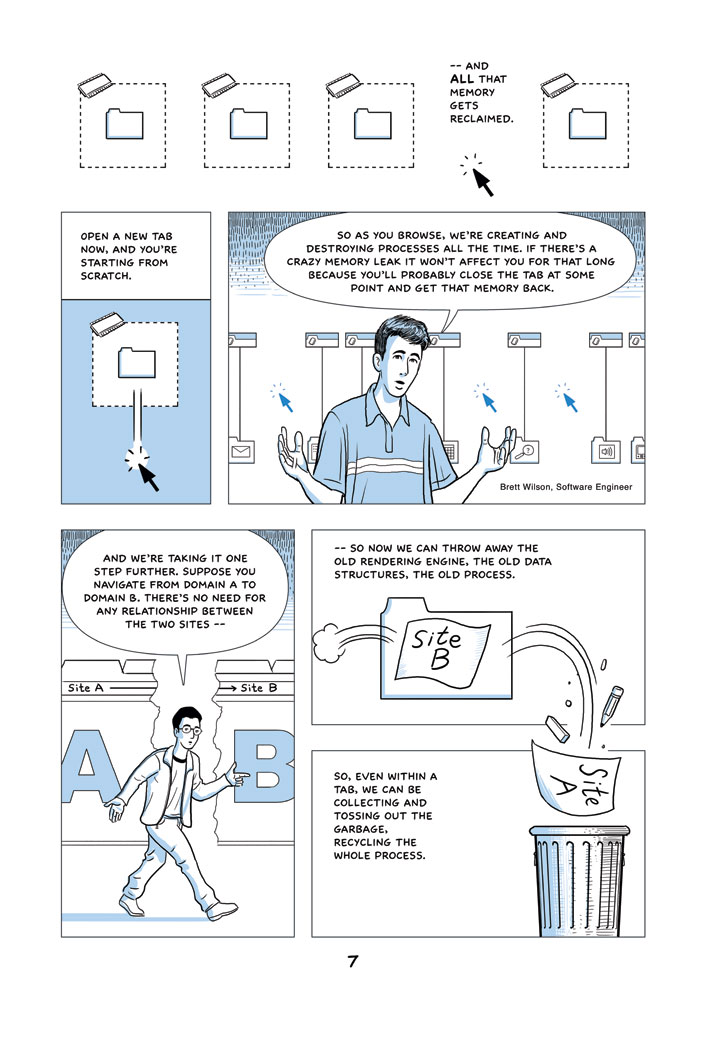 -- AND
ALL THAT
MEMORY
GETS
RECLAIMED.
OPEN A NEW TAB
NOW, AND YOU'RE
STARTING FROM
SCRATCH.
SO AS YOU BROWSE, WE'RE CREATING AND
DESTROYING PROCESSES ALL THE TIME. IF THERE'S A
CRAZY MEMORY LEAK IT WON'T AFFECT YOU FOR THAT LONG
BECAUSE YOU'LL PROBABLY CLOSE THE TAB AT SOME
POINT AND GET THAT MEMORY BACK.
?
Brett Wilson, Software Engineer
AND WE'RE TAKING IT ONE
STEP FURTHER. SUPPOSE YOU
NAVIGATE FROM DOMAIN A TO
DOMAIN B. THERE'S NO NEED FOR
ANY RELATIONSHIP BETWEEN
THE TWO SITES --
Site A
Site B
A
B
-- SO NOW WE CAN THROW AWAY THE
OLD RENDERING ENGINE, THE OLD DATA
STRUCTURES, THE OLD PROCESS.
Site
B
Site
A
SO, EVEN WITHIN A
TAB, WE CAN BE
COLLECTING AND
TOSSING OUT THE
GARBAGE,
RECYCLING THE
WHOLE PROCESS.
7